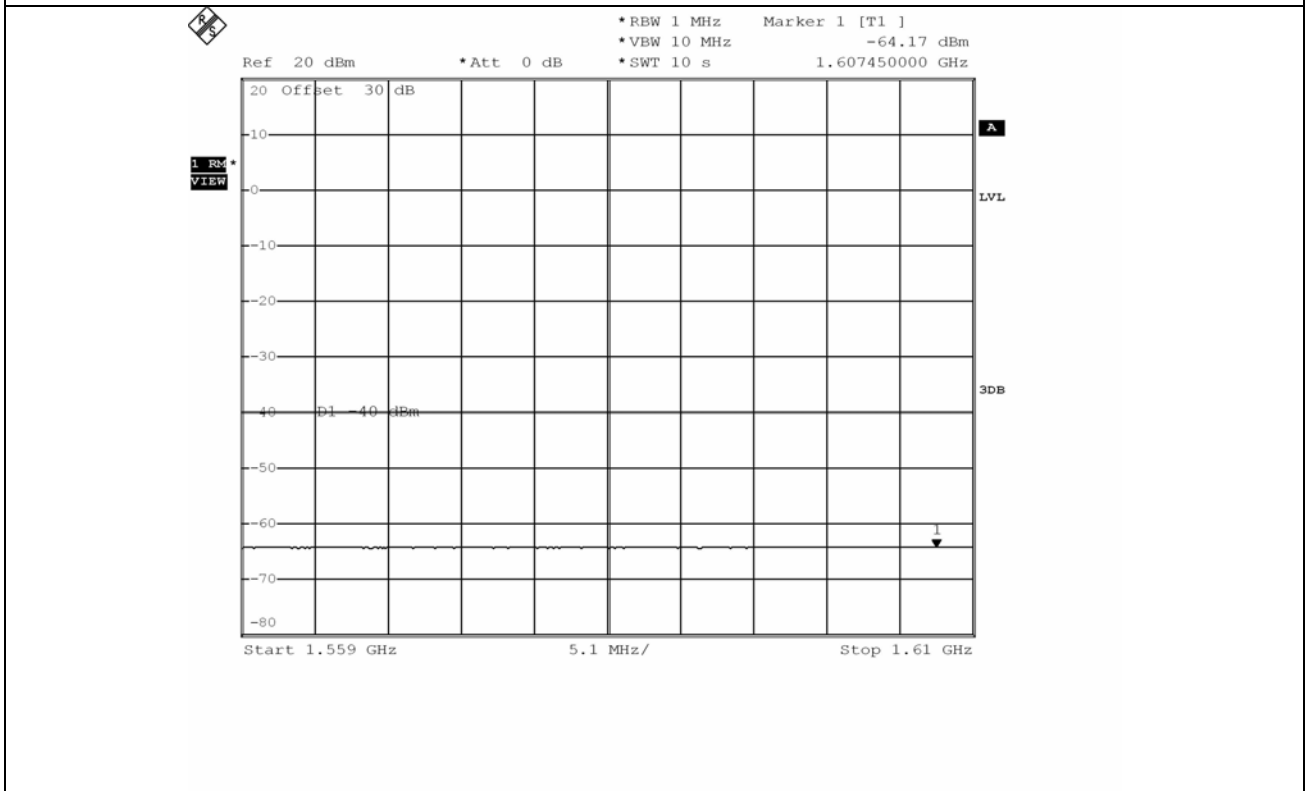 R S
*RBW 1 MHz Marker 1 [T1 ]
*VBW 10 MHz -64.17 dBm
Ref 20 dBm *Att 0 dB *SWT 10 s 1.607450000 GHz
20 Offset 30 dB
A
10
1 RM *
VIEW
0
LVL
-10
-20
-30
3DB
-40 D1 -40 dBm
-50
-60
1
-70
-80
Start 1.559 GHz 5.1 MHz/ Stop 1.61 GHz